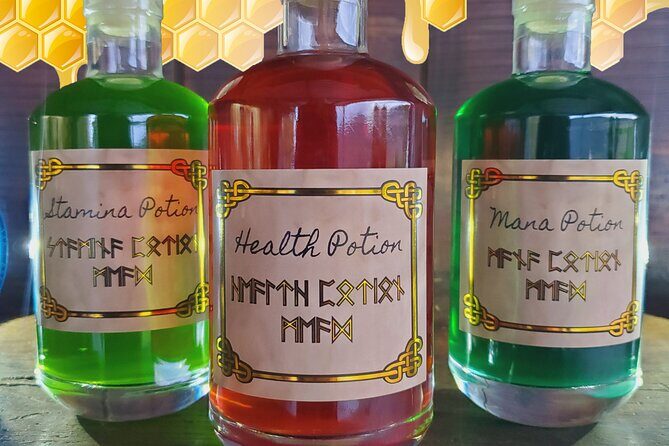 Stamina Potion
ᛊᛏᚨᛗᛁᚾᚨ ᛈᛟᛏᛁᛟᚾ
ᛗᛖᚨᛞ
Health Potion
ᚺᛖᚨᛚᛏᚺ ᛈᛟᛏᛁᛟᚾ
ᛗᛖᚨᛞ
Mana Potion
ᛗᚨᚾᚨ ᛈᛟᛏᛁᛟᚾ
ᛗᛖᚨᛞ